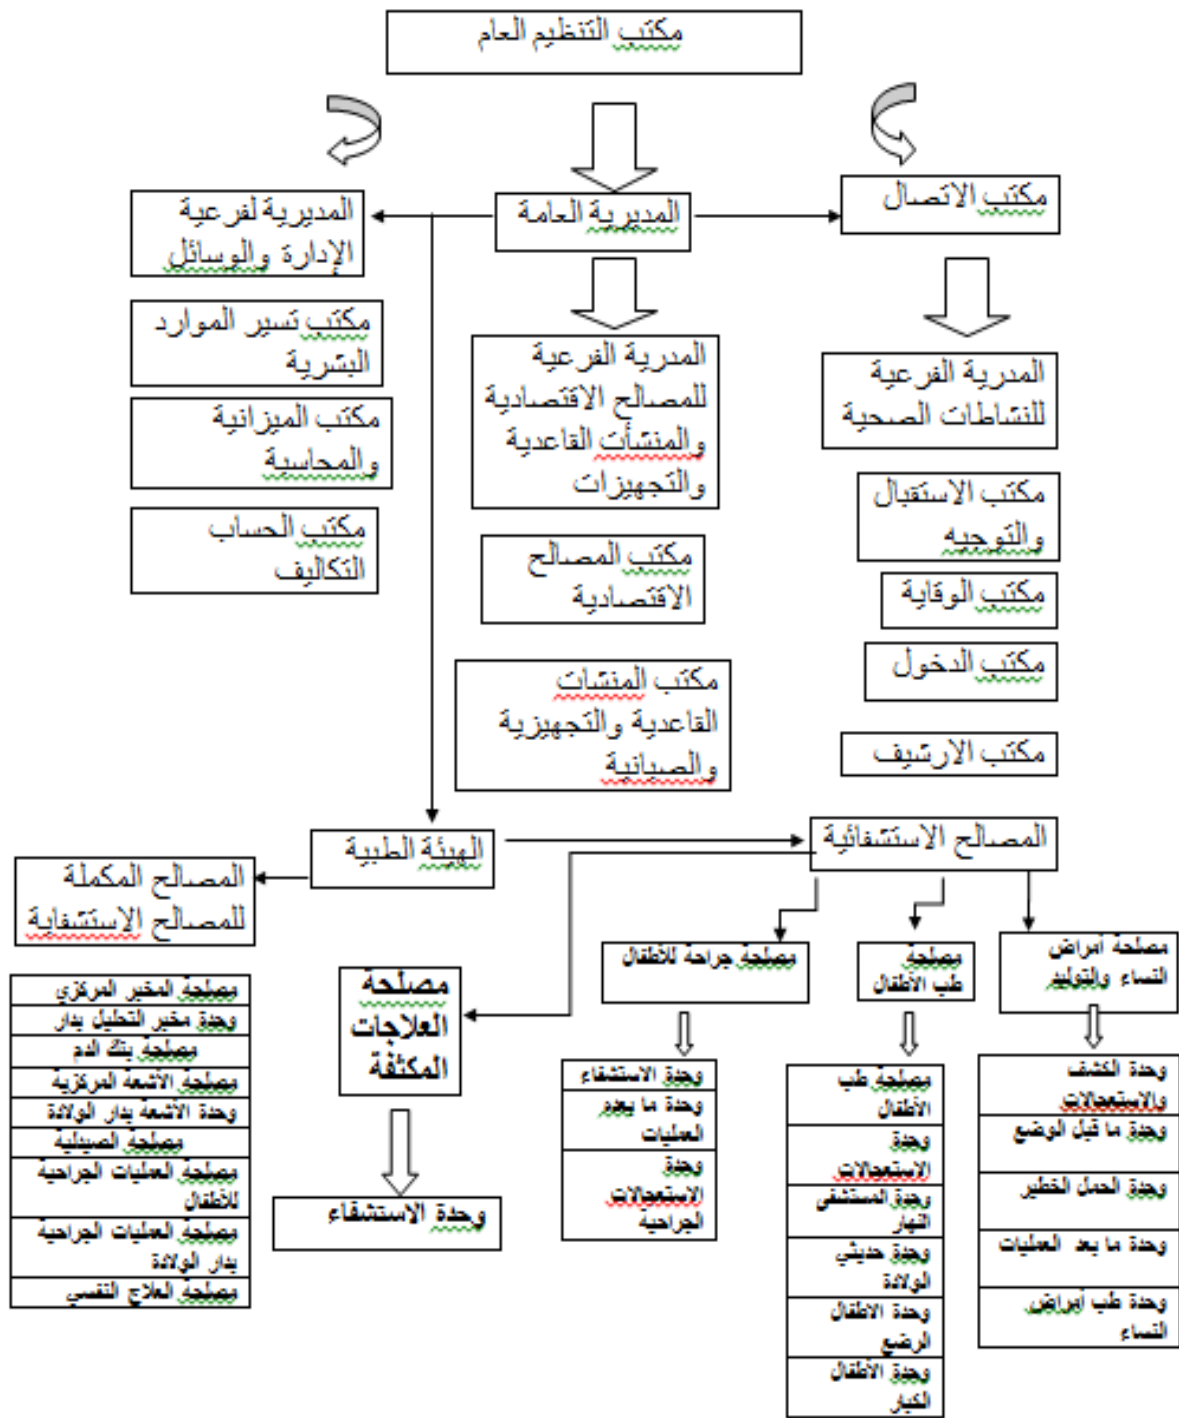 مكتب التنظيم العام
مكتب الاتصال
المديرية العامة
المديرية لفرعية
الإدارة والوسائل
المدرية الفرعية
للنشاطات الصحية
مكتب الاستقبال
والتوجيه
مكتب الوقاية
مكتب الدخول
مكتب الارشيف
المدرية الفرعية
للمصالح الاقتصادية
والمنشأت القاعدية
والتجهيزات
مكتب المصالح
الاقتصادية
مكتب المنشات
القاعدية والتجهيزية
والصيانية
مكتب تسير الموارد
البشرية
مكتب الميزانية
والمحاسبة
مكتب الحساب
التكاليف
المصالح الاستشفائية
الهيئة الطبية
المصالح المكملة
للمصالح الإستشفاية
مصلحة أمراض
النساء والتوليد
مصلحة
طب الأطفال
مصلحة جراحة للأطفال
مصلحة
العلاجات
المكثفة
وحدة الكشف
والاستعجالات
وحدة ما قبل الوضع
وحدة الحمل الخطير
وحدة ما بعد العمليات
وحدة طب أمراض
النساء
مصلحة طب
الأطفال
وحدة
الاستعجالات
وحدة المستشفى
النهار
وحدة حديثي
الولادة
وحدة الاطفال
الرضع
وحدة الأطفال
الكبار
وحدة الاستشفاء
وحدة ما بعدم
العمليات
وحدة
الاستعجالات
الجراحية
وحدة الاستشفاء
مصلحة المخبر المركزي
وحدة مخبر التحليل بدار
مصلحة بنك الدم
مصلحة الأشعة المركزية
وحدة الأشعة بدار الولادة
مصلحة الصيدلية
مصلحة العمليات الجراحية
للأطفال
مصلحة العمليات الجراحية
بدار الولادة
مصلحة العلاج النفسي